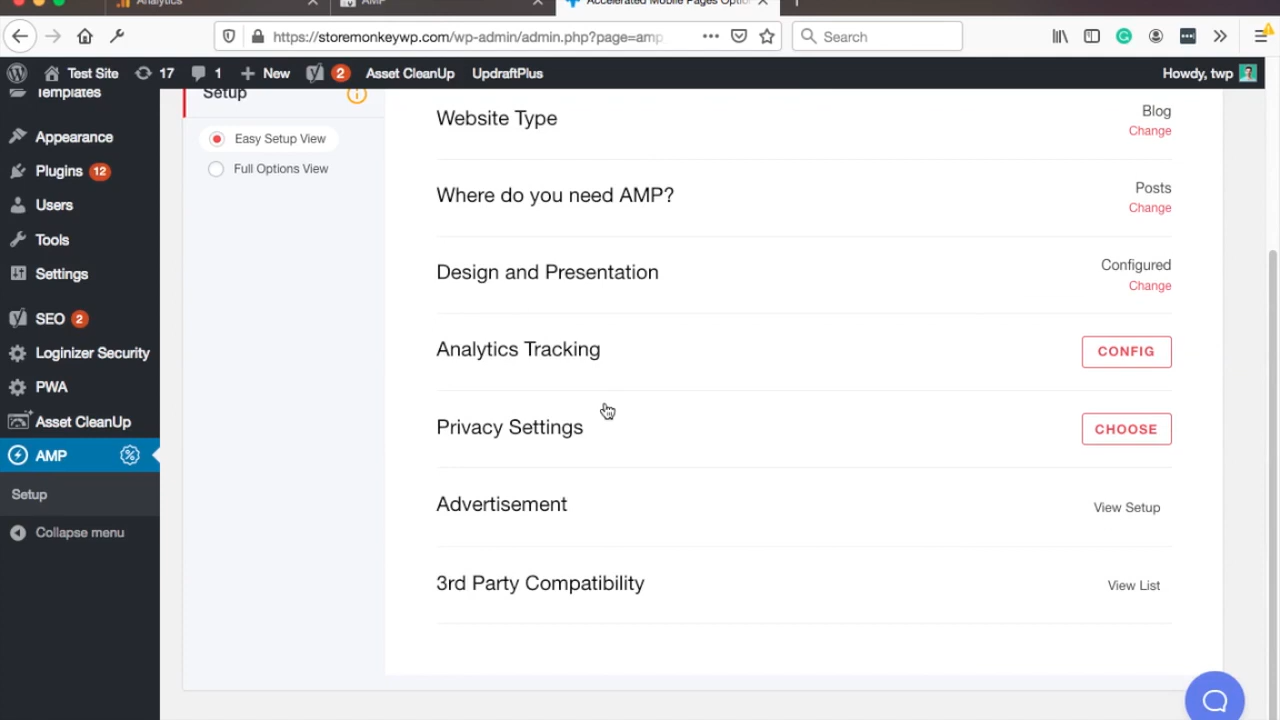 Analytics
AMP
Accelerated Mobile Pages Optio
https://storemonkeywp.com/wp-admin/admin.php?page=amp_
Search
Test Site
17
1
New
2
Asset CleanUp
UpdraftPlus
Howdy, twp
Templates
Appearance
Plugins 12
Users
Tools
Settings
SEO 2
Loginizer Security
PWA
Asset CleanUp
AMP
Setup
Collapse menu
Setup
Easy Setup View
Full Options View
Website Type
Blog
Change
Where do you need AMP?
Posts
Change
Design and Presentation
Configured
Change
Analytics Tracking
CONFIG
Privacy Settings
CHOOSE
Advertisement
View Setup
3rd Party Compatibility
View List